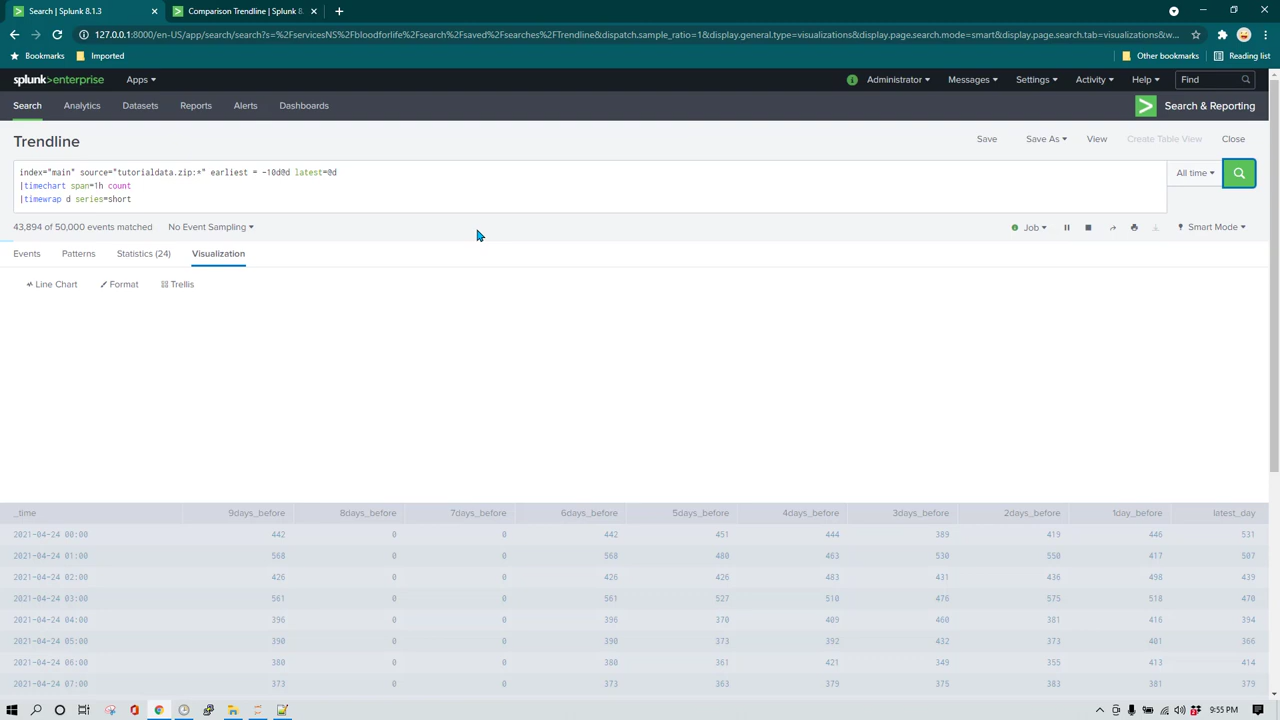 Search | Splunk 8.1.3
Comparison Trendline | Splunk 8.
127.0.0.1:8000/en-US/app/search/search?s=%2FservicesNS%2Fbloodforlife%2Fsearch%2Fsaved%2Fsearches%2FTrendline&dispatch.sample_ratio=1&display.general.type=visualizations&display.page.search.mode=smart&display.page.search.tab=visualizations&w...
Bookmarks Imported Other bookmarks Reading list
splunk>enterprise Apps Administrator Messages Settings Activity Help Find
Search Analytics Datasets Reports Alerts Dashboards Search & Reporting
Trendline Save Save As View Create Table View Close
index="main" source="tutorialdata.zip:*" earliest = -10d@d latest=@d
|timechart span=1h count
|timewrap d series=short
All time
43,894 of 50,000 events matched No Event Sampling Job Smart Mode
Events Patterns Statistics (24) Visualization
Line Chart Format Trellis
_time 9days_before 8days_before 7days_before 6days_before 5days_before 4days_before 3days_before 2days_before 1day_before latest_day
2021-04-24 00:00 442 0 0 442 451 444 389 419 446 531
2021-04-24 01:00 568 0 0 568 480 463 530 550 417 507
2021-04-24 02:00 426 0 0 426 426 483 431 436 498 439
2021-04-24 03:00 561 0 0 561 527 510 476 575 518 470
2021-04-24 04:00 396 0 0 396 370 409 460 381 416 394
2021-04-24 05:00 390 0 0 390 373 392 432 373 401 366
2021-04-24 06:00 380 0 0 380 361 421 349 355 413 414
2021-04-24 07:00 373 0 0 373 363 379 375 383 381 379
9:55 PM